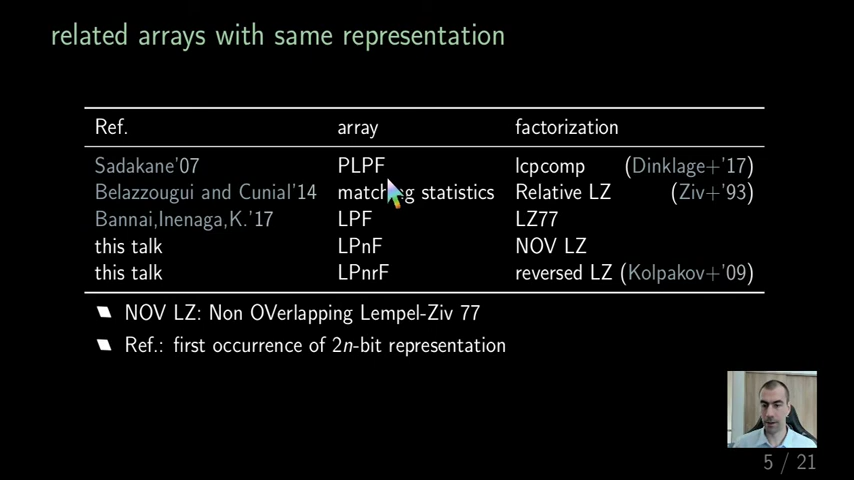 related arrays with same representation
Ref. array factorization
Sadakane'07 PLPF lcpcomp (Dinklage+'17)
Belazzougui and Cunial'14 matching statistics Relative LZ (Ziv+'93)
Bannai,Inenaga,K.'17 LPF LZ77
this talk LPnF NOV LZ
this talk LPnrF reversed LZ (Kolpakov+'09)
NOV LZ: Non OVerlapping Lempel-Ziv 77
Ref.: first occurrence of 2n-bit representation
5 / 21